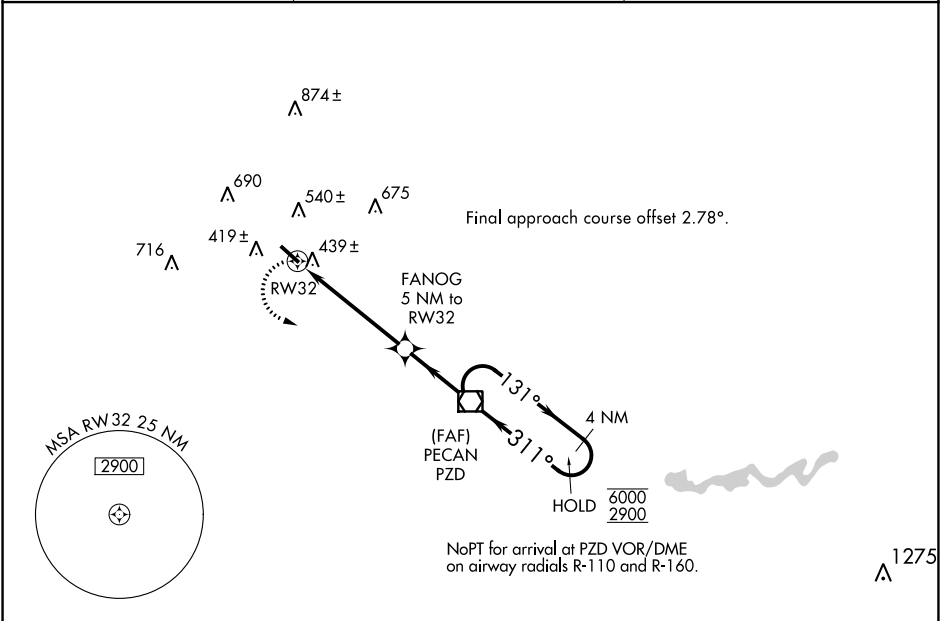 874±
690
540±
675
Final approach course offset 2.78°.
716
419±
439±
RW32
FANOG
5 NM to
RW32
131°
4 NM
311°
(FAF)
PECAN
PZD
MSA RW32 25 NM
2900
HOLD
6000
2900
NoPT for arrival at PZD VOR/DME
on airway radials R-110 and R-160.
1275